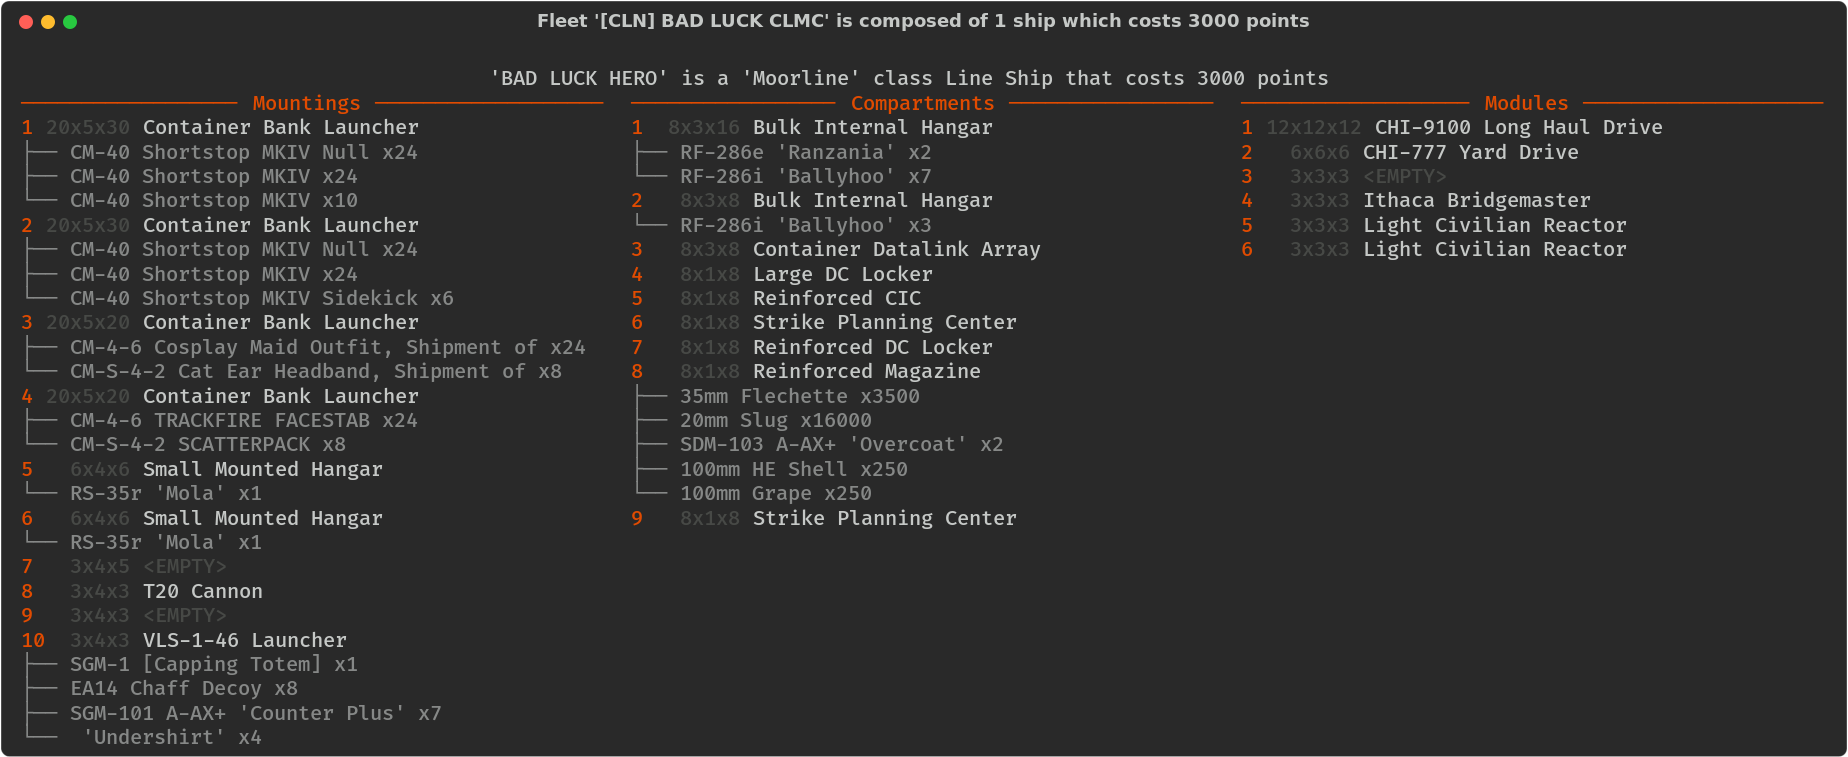 Fleet '[CLN] BAD LUCK CLMC' is composed of 1 ship which costs 3000 points
'BAD LUCK HERO' is a 'Moorline' class Line Ship that costs 3000 points
Mountings
1 20x5x30 Container Bank Launcher
CM-40 Shortstop MKIV Null x24
CM-40 Shortstop MKIV x24
CM-40 Shortstop MKIV x10
2 20x5x30 Container Bank Launcher
CM-40 Shortstop MKIV Null x24
CM-40 Shortstop MKIV x24
CM-40 Shortstop MKIV Sidekick x6
3 20x5x20 Container Bank Launcher
CM-4-6 Cosplay Maid Outfit, Shipment of x24
CM-S-4-2 Cat Ear Headband, Shipment of x8
4 20x5x20 Container Bank Launcher
CM-4-6 TRACKFIRE FACESTAB x24
CM-S-4-2 SCATTERPACK x8
5 6x4x6 Small Mounted Hangar
RS-35r 'Mola' x1
6 6x4x6 Small Mounted Hangar
RS-35r 'Mola' x1
7 3x4x5 <EMPTY>
8 3x4x3 T20 Cannon
9 3x4x3 <EMPTY>
10 3x4x3 VLS-1-46 Launcher
SGM-1 [Capping Totem] x1
EA14 Chaff Decoy x8
SGM-101 A-AX+ 'Counter Plus' x7
'Undershirt' x4
Compartments
1 8x3x16 Bulk Internal Hangar
RF-286e 'Ranzania' x2
RF-286i 'Ballyhoo' x7
2 8x3x8 Bulk Internal Hangar
RF-286i 'Ballyhoo' x3
3 8x3x8 Container Datalink Array
4 8x1x8 Large DC Locker
5 8x1x8 Reinforced CIC
6 8x1x8 Strike Planning Center
7 8x1x8 Reinforced DC Locker
8 8x1x8 Reinforced Magazine
35mm Flechette x3500
20mm Slug x16000
SDM-103 A-AX+ 'Overcoat' x2
100mm HE Shell x250
100mm Grape x250
9 8x1x8 Strike Planning Center
Modules
1 12x12x12 CHI-9100 Long Haul Drive
2 6x6x6 CHI-777 Yard Drive
3 3x3x3 <EMPTY>
4 3x3x3 Ithaca Bridgemaster
5 3x3x3 Light Civilian Reactor
6 3x3x3 Light Civilian Reactor